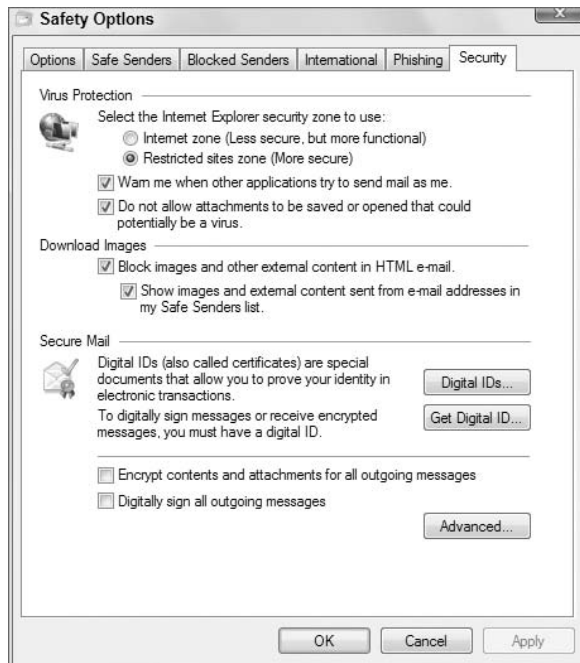 Safety Options
Options Safe Senders Blocked Senders International Phishing Security
Virus Protection
Select the Internet Explorer security zone to use:
Internet zone (Less secure, but more functional)
Restricted sites zone (More secure)
Warn me when other applications try to send mail as me.
Do not allow attachments to be saved or opened that could
potentially be a virus.
Download Images
Block images and other external content in HTML e-mail.
Show images and external content sent from e-mail addresses in
my Safe Senders list.
Secure Mail
Digital IDs (also called certificates) are special
documents that allow you to prove your identity in
electronic transactions.
Digital IDs...
To digitally sign messages or receive encrypted
messages, you must have a digital ID.
Get Digital ID...
Encrypt contents and attachments for all outgoing messages
Digitally sign all outgoing messages
Advanced...
OK Cancel Apply